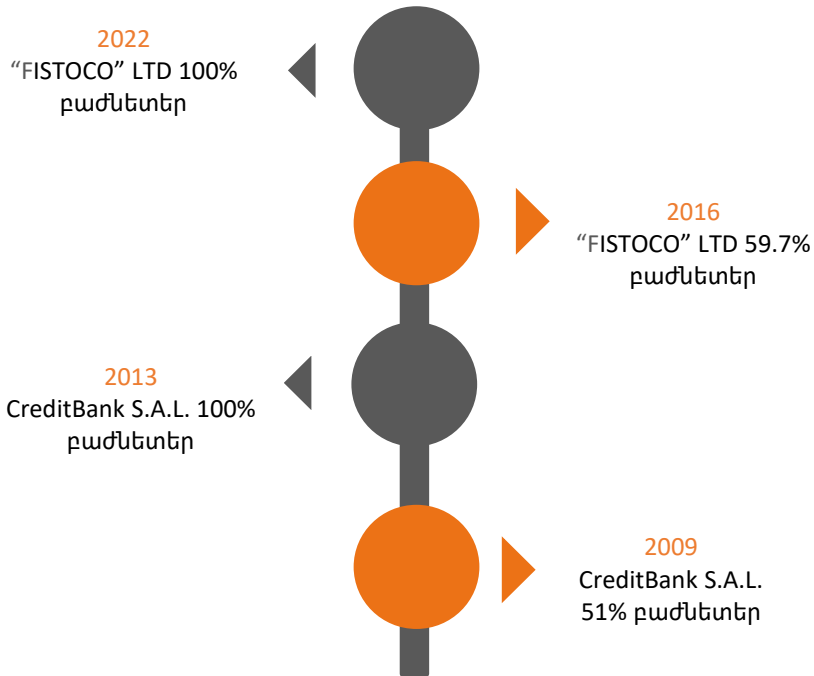 2022
“FISTOCO” LTD 100%
բաժնետեր
2016
“FISTOCO” LTD 59.7%
բաժնետեր
2013
CreditBank S.A.L. 100%
բաժնետեր
2009
CreditBank S.A.L.
51% բաժնետեր